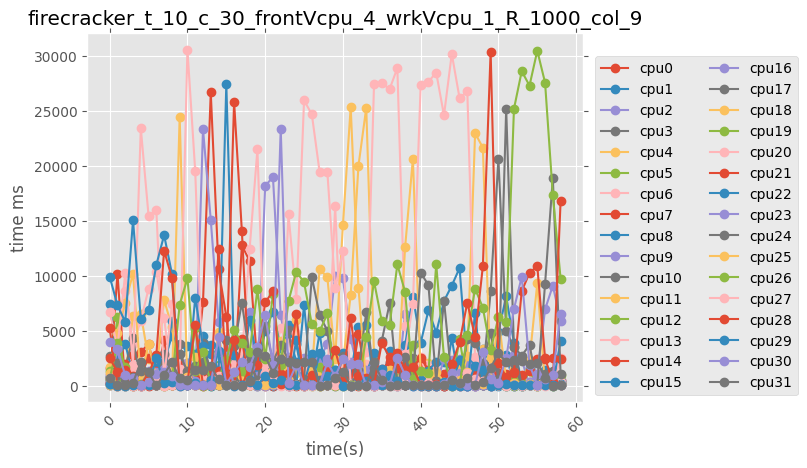 firecracker_t_10_c_30_frontVcpu_4_wrkVcpu_1_R_1000_col_9
30000
25000
20000
15000
10000
5000
0
time ms
0 10 20 30 40 50 60
time(s)
cpu0 cpu16
cpu1 cpu17
cpu2 cpu18
cpu3 cpu19
cpu4 cpu20
cpu5 cpu21
cpu6 cpu22
cpu7 cpu23
cpu8 cpu24
cpu9 cpu25
cpu10 cpu26
cpu11 cpu27
cpu12 cpu28
cpu13 cpu29
cpu14 cpu30
cpu15 cpu31